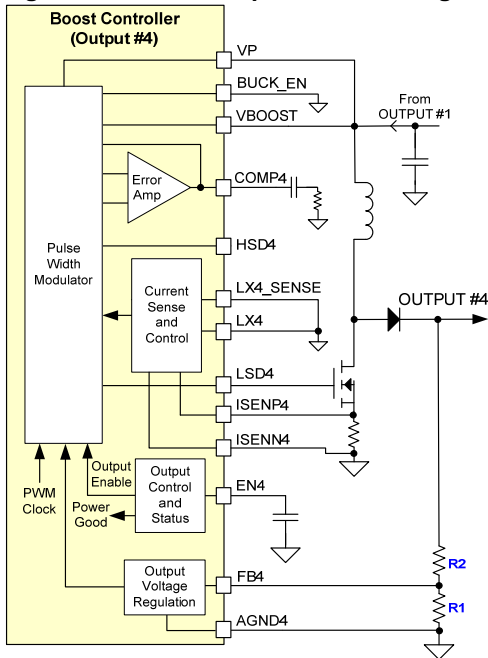 Boost Controller
(Output #4)
VP
BUCK_EN
VBOOST
From
OUTPUT #1
Error
Amp
COMP4
Pulse
Width
Modulator
HSD4
Current
Sense
and
Control
LX4_SENSE
LX4
OUTPUT #4
LSD4
ISENP4
ISENN4
Output
Enable
Output
Control
and
Status
EN4
PWM
Clock
Power
Good
Output
Voltage
Regulation
FB4
R2
R1
AGND4